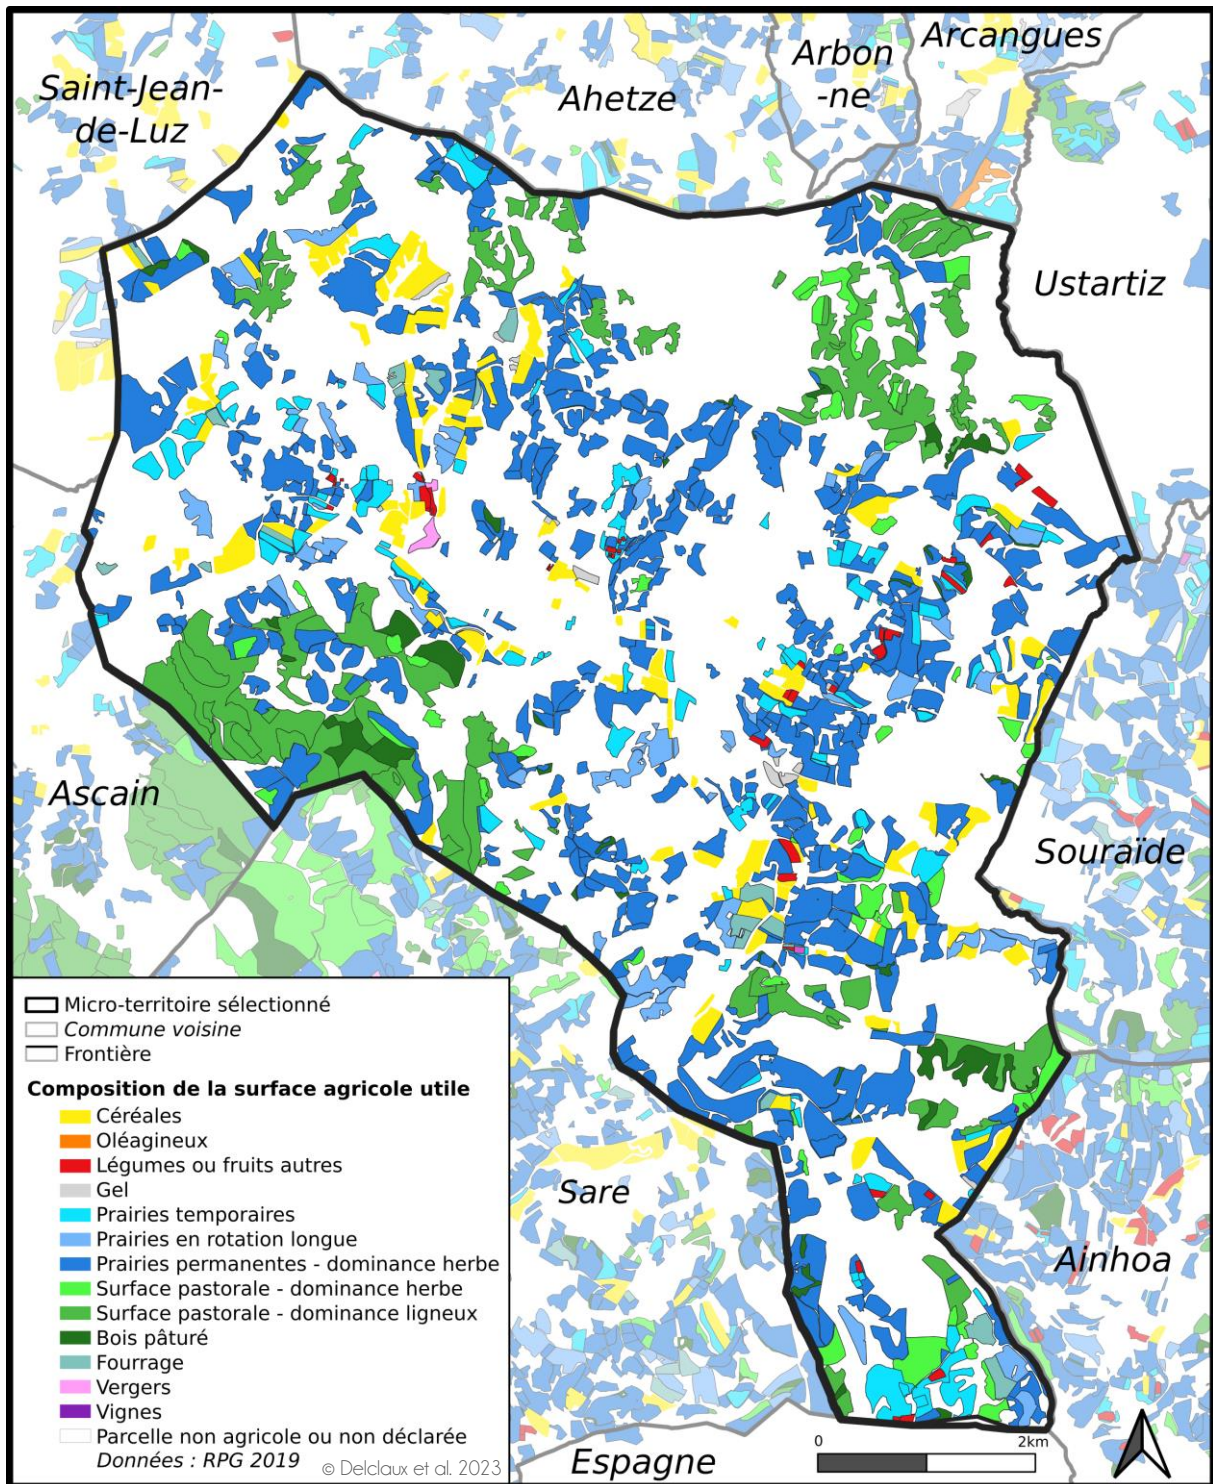 Saint-Jean-
de-Luz
Ahetze
Arbon
-ne
Arcangues
Ustartiz
Souraïde
Ascain
Sare
Ainhoa
Espagne
Micro-territoire sélectionné
Commune voisine
Frontière
Composition de la surface agricole utile
Céréales
Oléagineux
Légumes ou fruits autres
Gel
Prairies temporaires
Prairies en rotation longue
Prairies permanentes - dominance herbe
Surface pastorale - dominance herbe
Surface pastorale - dominance ligneux
Bois pâturé
Fourrage
Vergers
Vignes
Parcelle non agricole ou non déclarée
Données : RPG 2019
© Delclaux et al. 2023
0 2km